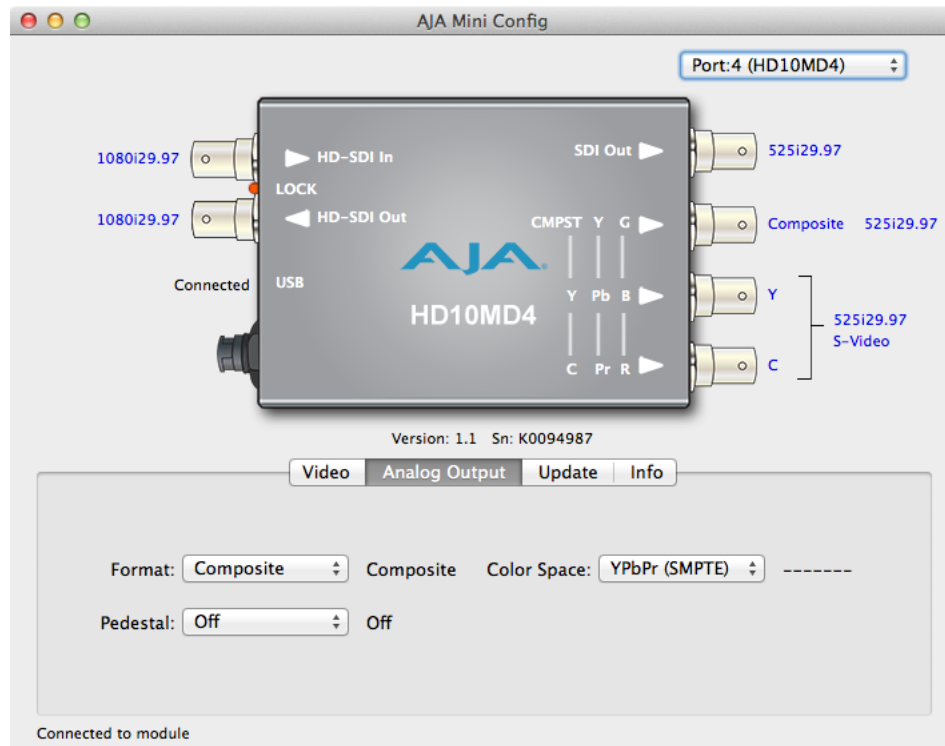 AJA Mini Config
Port:4 (HD10MD4)
1080i29.97
HD-SDI In
SDI Out
525i29.97
LOCK
1080i29.97
HD-SDI Out
CMPST Y G
Composite 525i29.97
AJA
Connected
USB
Y Pb B
Y
HD10MD4
525i29.97
S-Video
C Pr R
C
Version: 1.1 Sn: K0094987
Video Analog Output Update Info
Format: Composite Composite Color Space: YPbPr (SMPTE) -------
Pedestal: Off Off
Connected to module